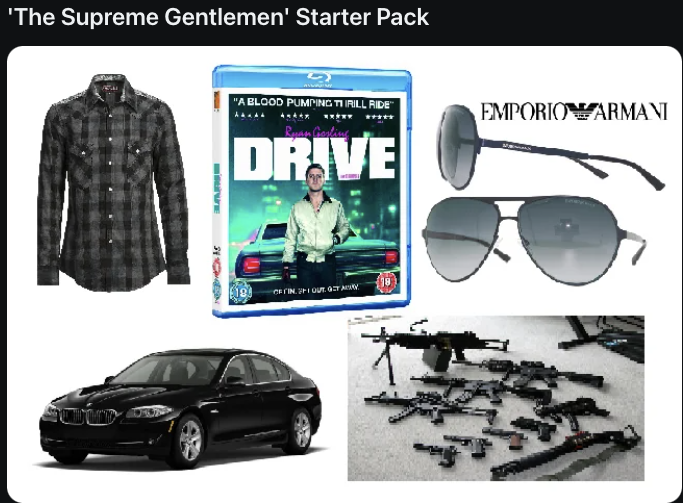 'The Supreme Gentlemen' Starter Pack
"A BLOOD PUMPING THRILL RIDE"
Ryan Gosling
DRIVE
GET IN. GET OUT. GET AWAY.
18
18
EMPORIO ARMANI